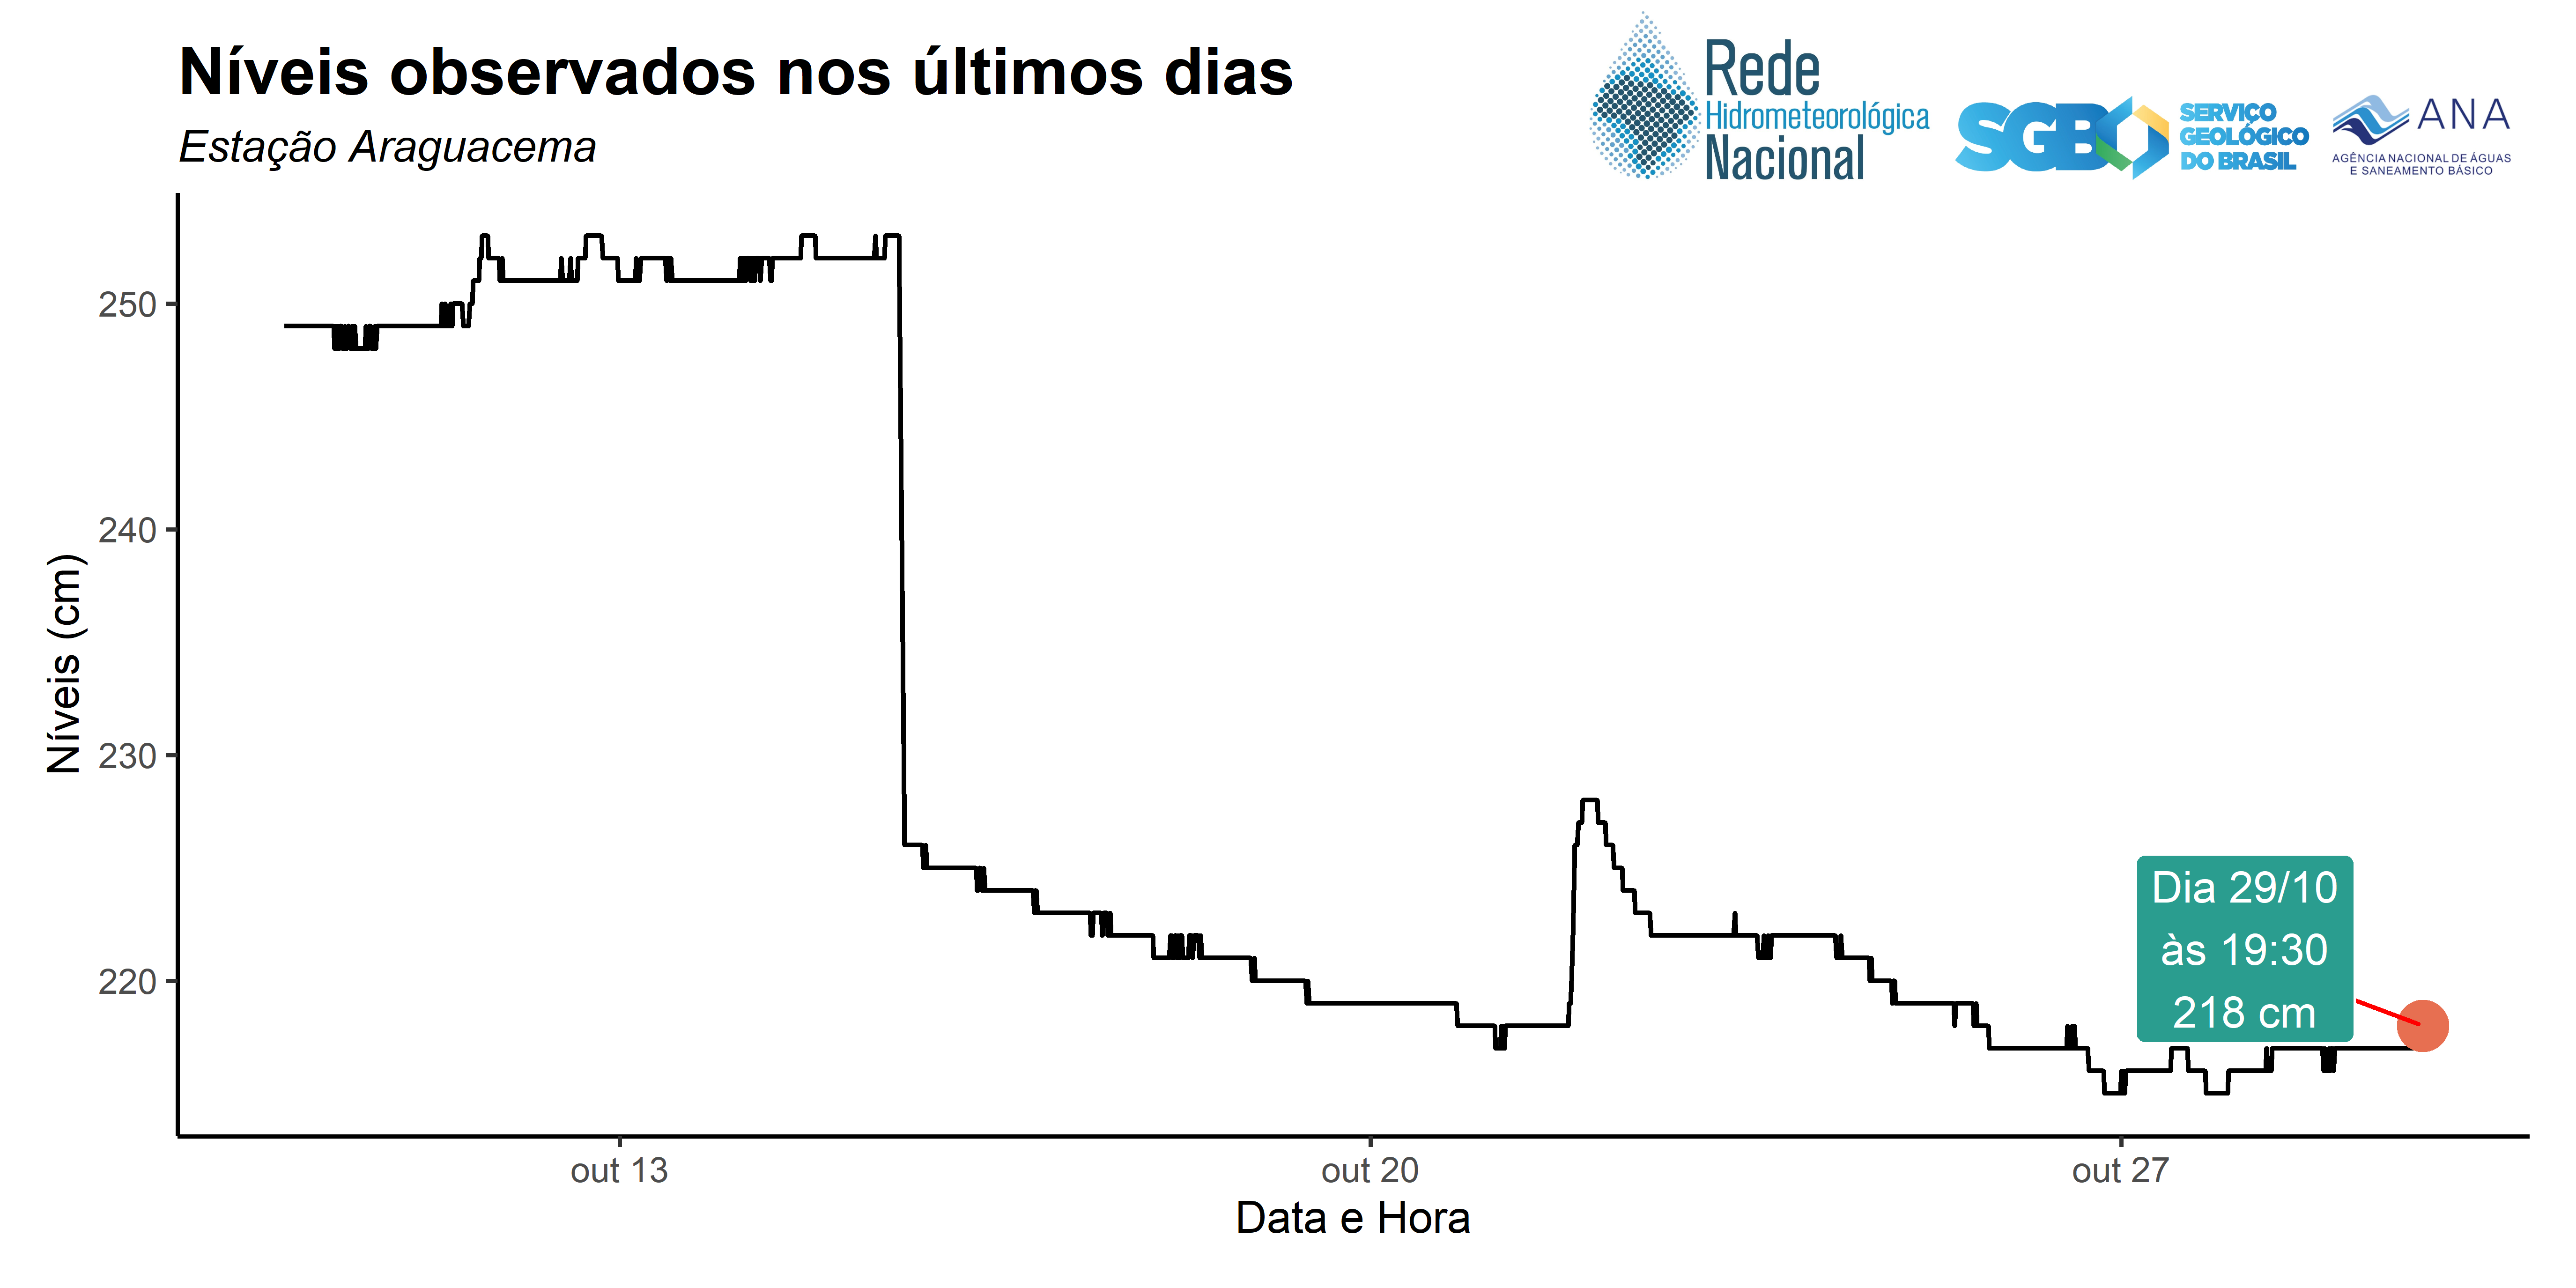 Níveis observados nos últimos dias
Estação Araguacema
Rede
Hidrometeorológica
Nacional
SGB
SERVIÇO
GEOLÓGICO
DO BRASIL
ANA
AGÊNCIA NACIONAL DE ÁGUAS
E SANEAMENTO BÁSICO
Níveis (cm)
250
240
230
220
Dia 29/10
às 19:30
218 cm
out 13
out 20
out 27
Data e Hora